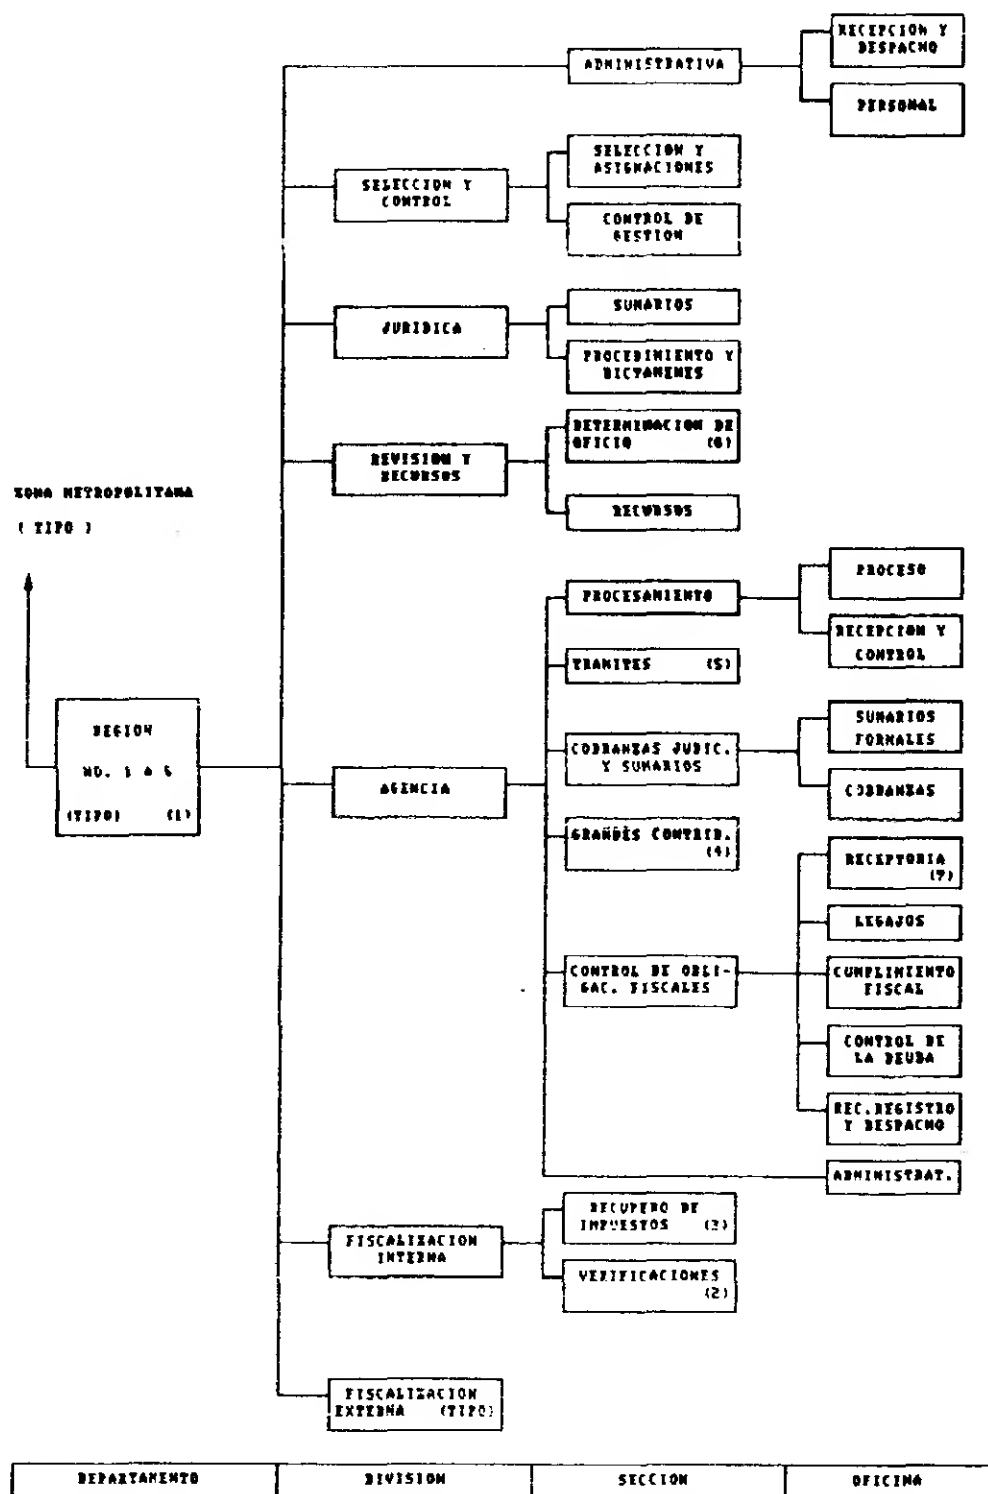 RECEPCION Y
DESPACHO
ADMINISTRATIVA
PERSONAL
SELECCION Y
ASIGNACIONES
SELECCION Y
CONTROL
CONTROL DE
GESTION
SUMARIOS
JURIDICA
PROCEDIMIENTO Y
DICTAMENES
DETERMINACION DE
OFICIO (6)
REVISION Y
RECURSOS
RECURSOS
ZONA METROPOLITANA
( TIPO )
PROCESO
PROCESAMIENTO
RECEPCION Y
CONTROL
TRAMITES (5)
SUMARIOS
FORMALES
REGION
NO. 1 A 6
(TIPO) (1)
COBRANZAS JUDIC.
Y SUMARIOS
AGENCIA
COBRANZAS
GRANDES CONTRIB.
(4)
RECEPTORIA
(7)
LEGAJOS
CONTROL DE OBLI-
GAC. FISCALES
CUMPLIMIENTO
FISCAL
CONTROL DE
LA DEUDA
REC.REGISTRO
Y DESPACHO
ADMINISTRAT.
RECUPERO DE
IMPUESTOS (3)
FISCALIZACION
INTERNA
VERIFICACIONES
(2)
FISCALIZACION
EXTERNA (TIPO)
DEPARTAMENTO DIVISION SECCION OFICINA